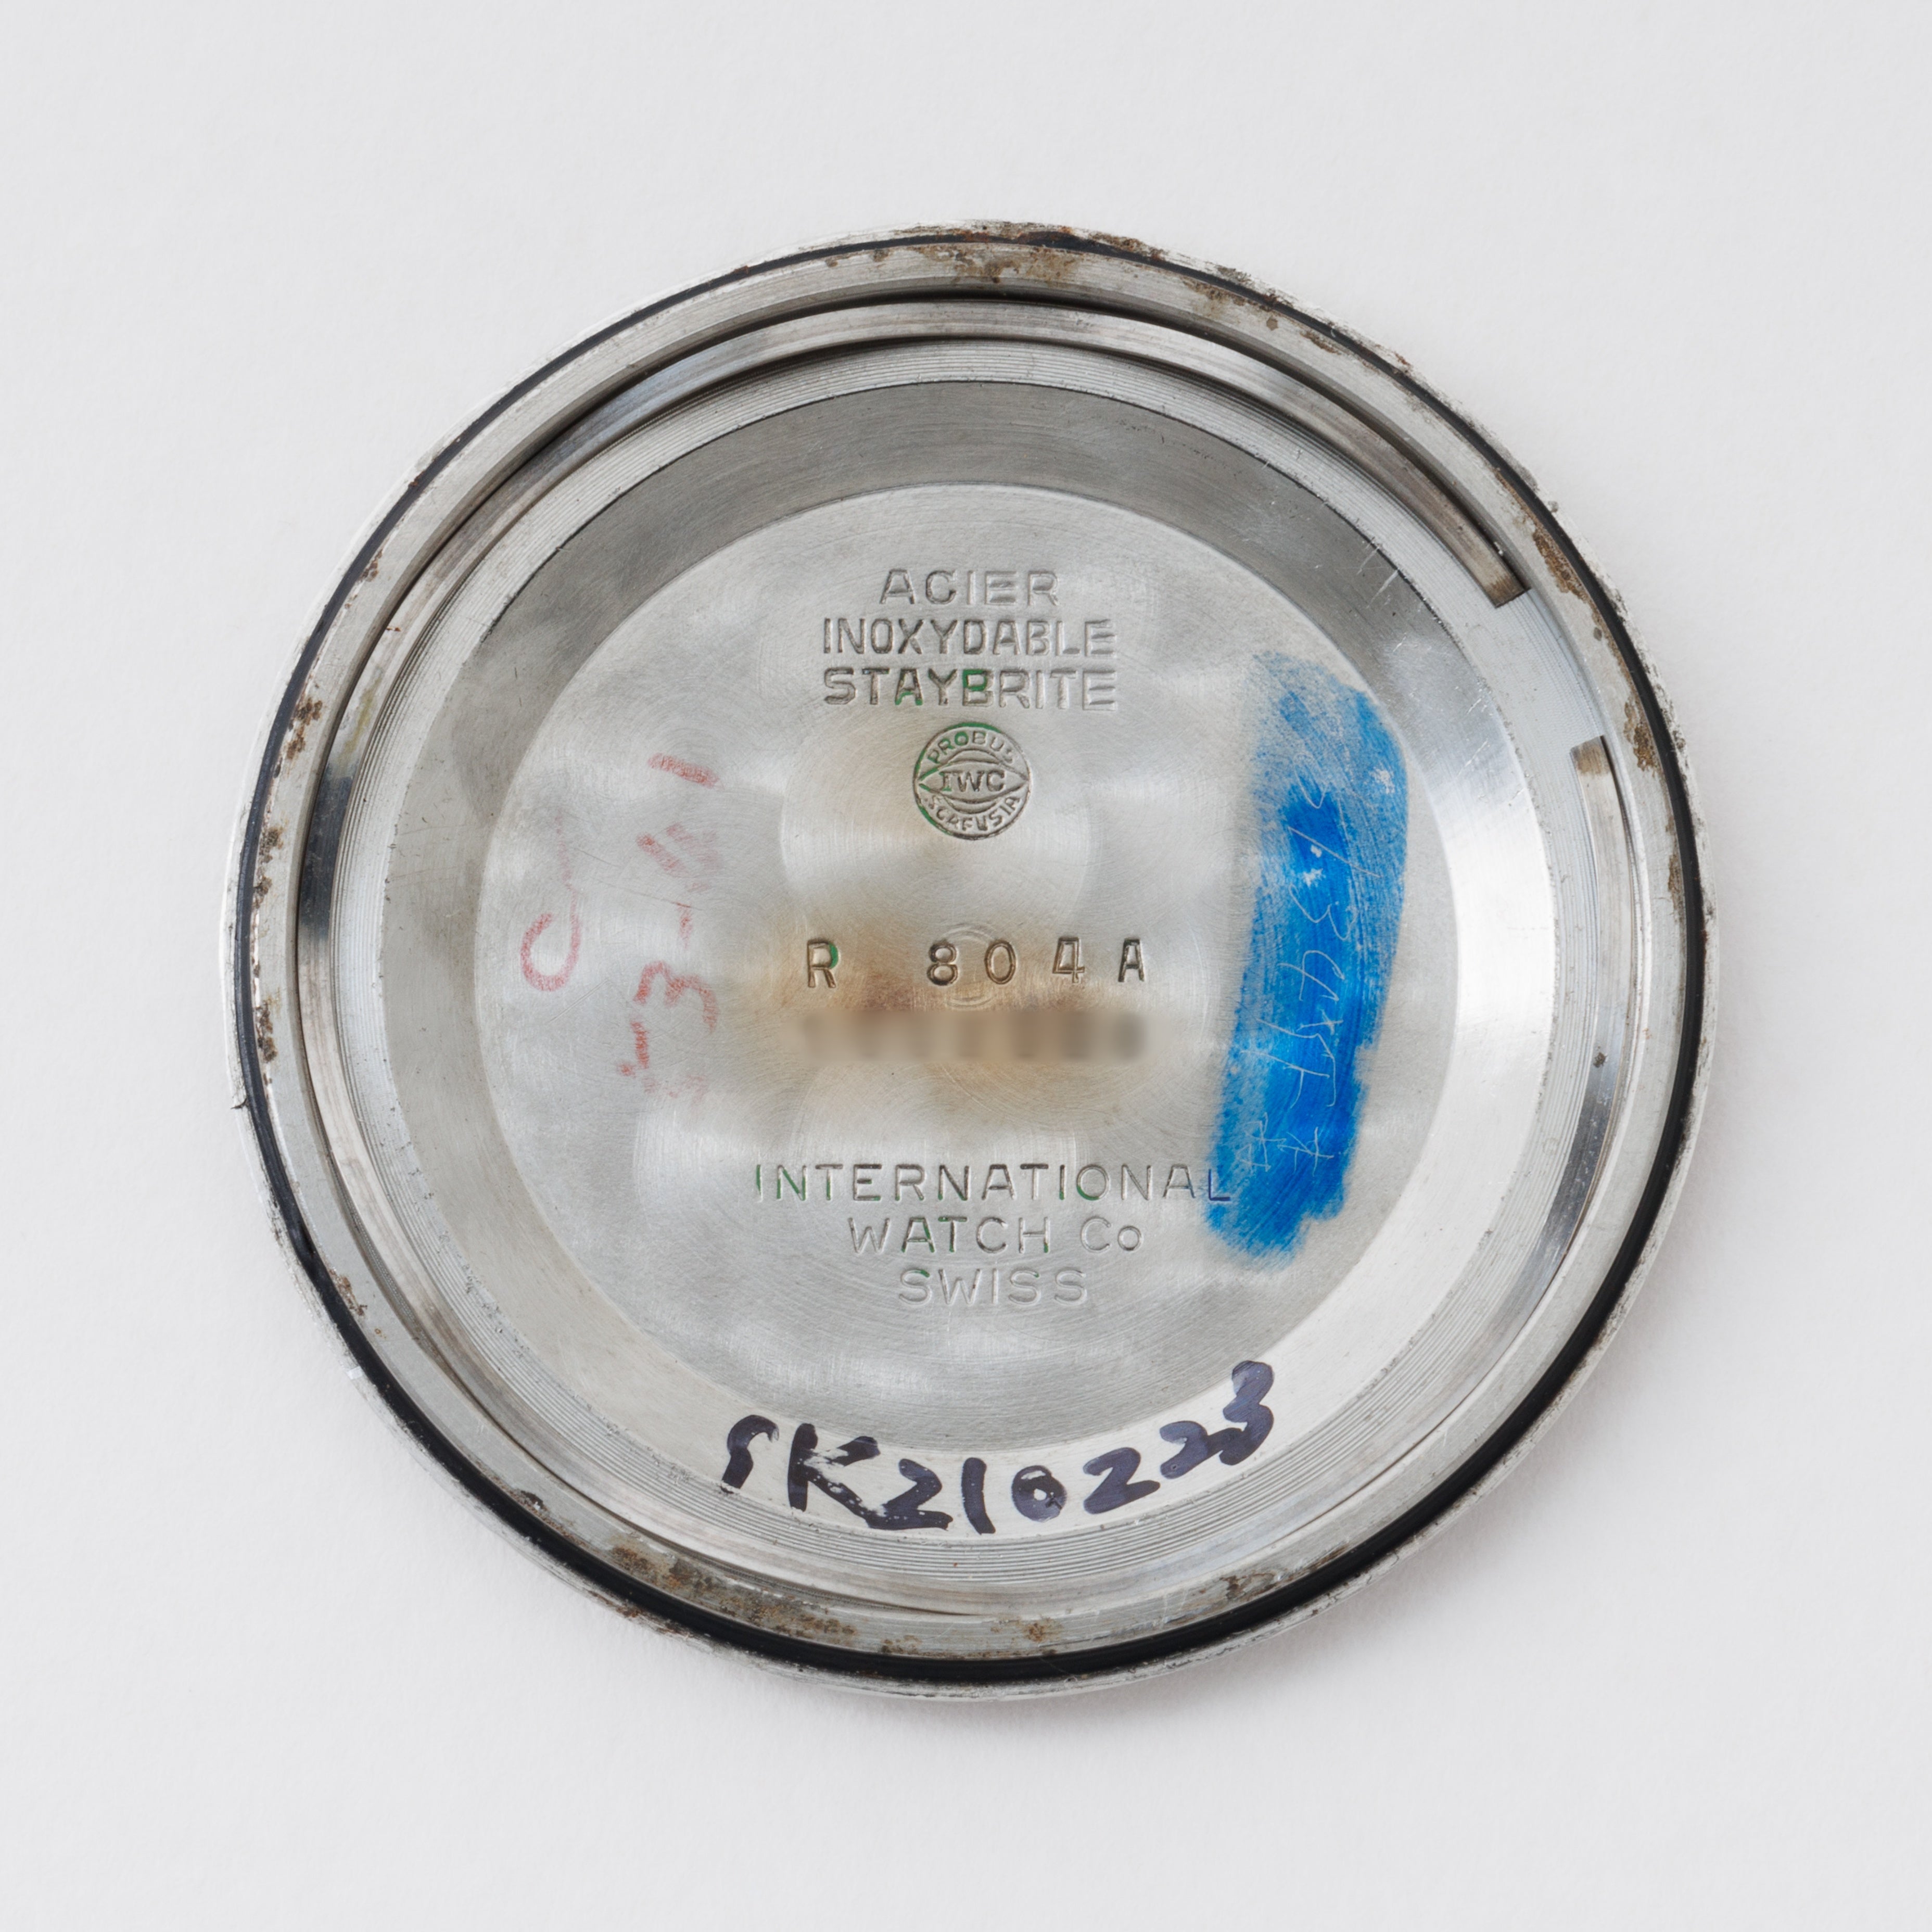 ACIER
INOXYDABLE
STAYBRITE
PROBUS
IWC
SCAFUSIA
R 804A
INTERNATIONAL
WATCH Co
SWISS
SK210223